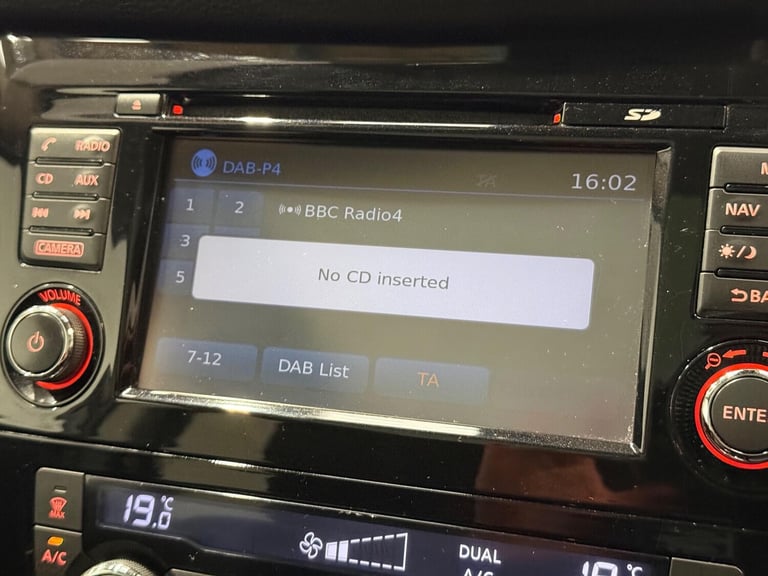 SD
RADIO
CD AUX
CAMERA
VOLUME
DAB-P4
TA
16:02
1 2
BBC Radio4
3
5
No CD inserted
7-12 DAB List TA
NAV
ENTE
MAX
A/C
19.0 °C
DUAL